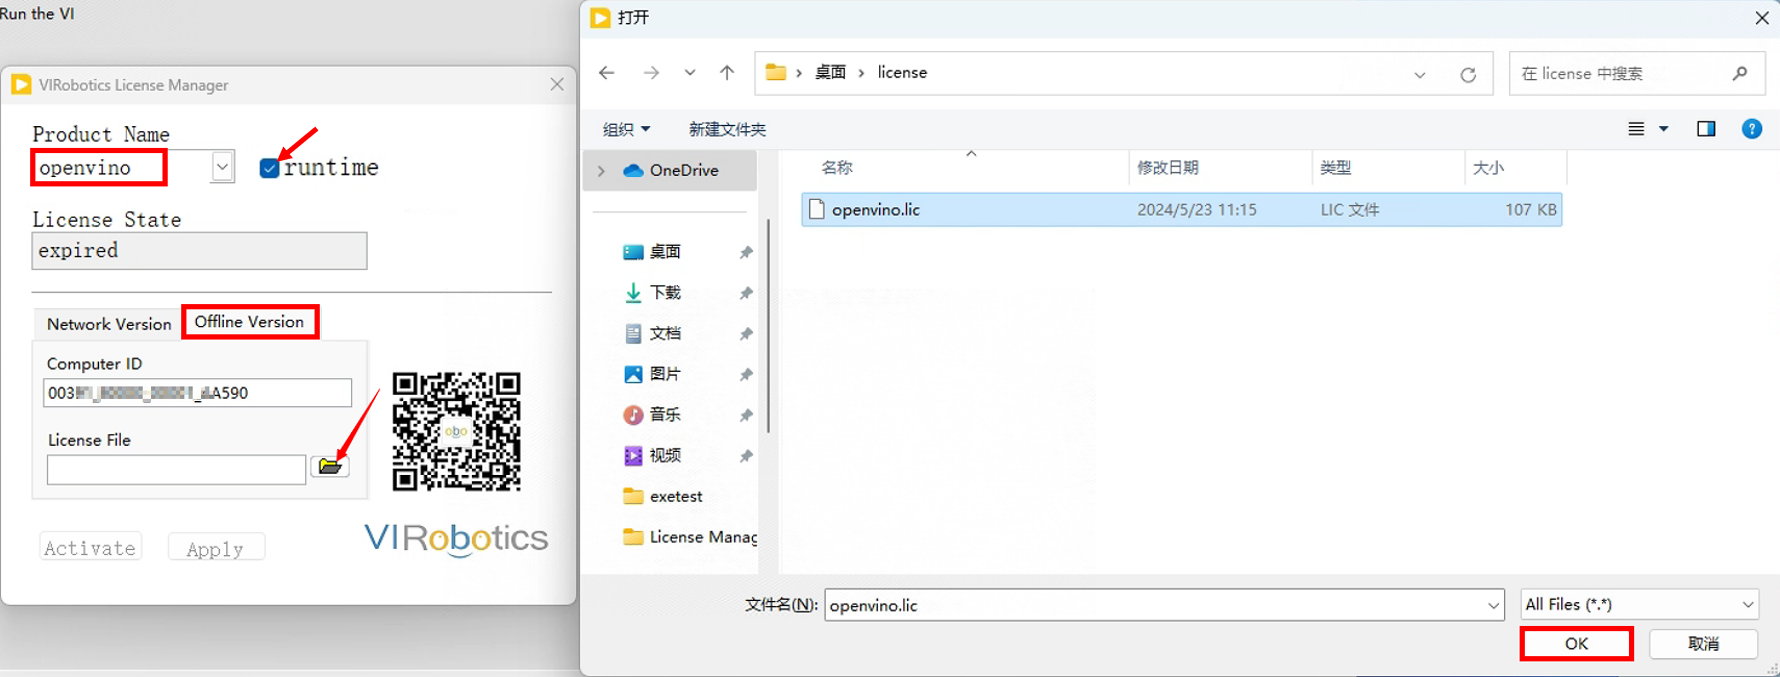 Run the VI
VIRobotics License Manager
Product Name
openvino
runtime
License State
expired
Network Version
Offline Version
Computer ID
003
A590
License File
obo
VIRobotics
Activate
Apply
打开
桌面 › license
在 license 中搜索
组织
新建文件夹
OneDrive
名称
修改日期
类型
大小
openvino.lic
2024/5/23 11:15
LIC 文件
107 KB
桌面
下载
文档
图片
音乐
视频
exetest
License Manag
文件名(N):
openvino.lic
All Files (*.*)
OK
取消